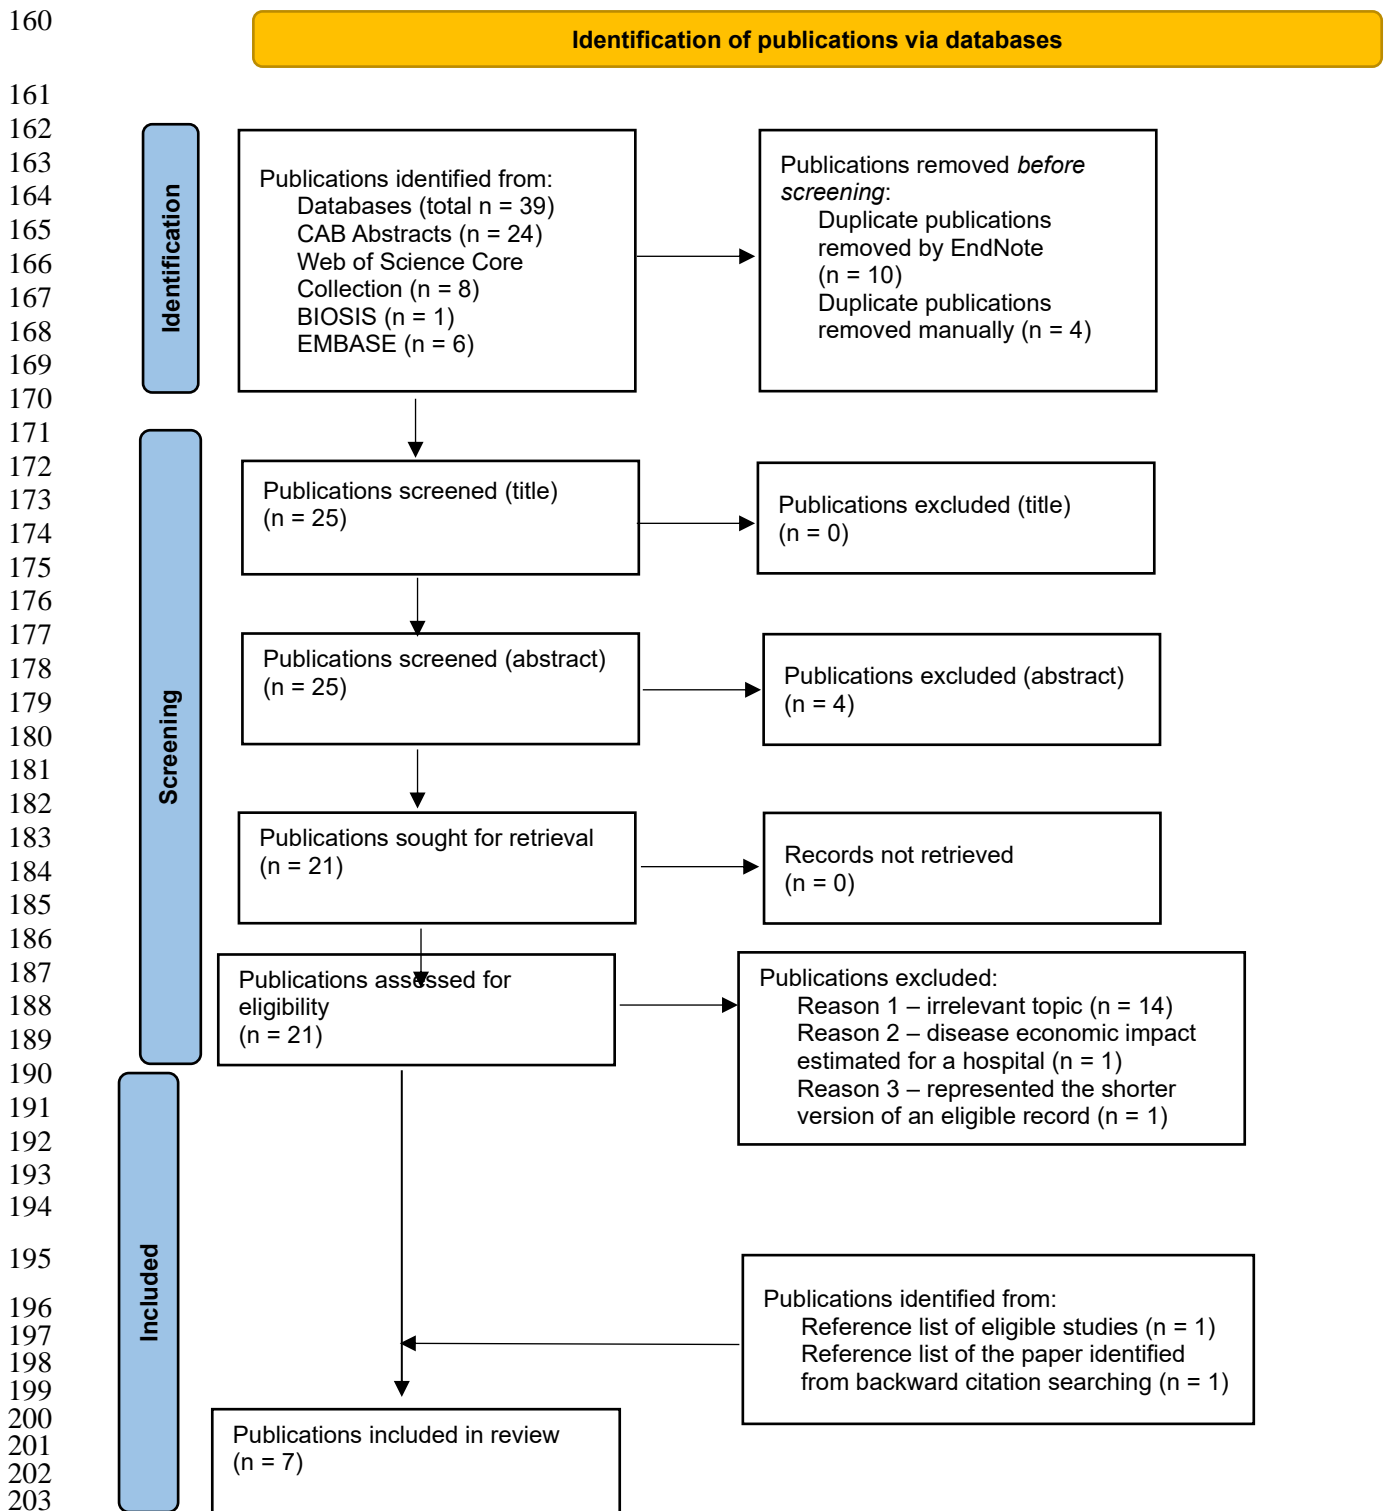 160
Identification of publications via databases
161
162
163
164
165
166
167
168
169
170
Identification
Publications identified from:
Databases (total n = 39)
CAB Abstracts (n = 24)
Web of Science Core
Collection (n = 8)
BIOSIS (n = 1)
EMBASE (n = 6)
Publications removed before
screening:
Duplicate publications
removed by EndNote
(n = 10)
Duplicate publications
removed manually (n = 4)
171
172
173
174
175
176
177
178
179
180
181
182
183
184
185
186
187
188
189
Screening
Publications screened (title)
(n = 25)
Publications excluded (title)
(n = 0)
Publications screened (abstract)
(n = 25)
Publications excluded (abstract)
(n = 4)
Publications sought for retrieval
(n = 21)
Records not retrieved
(n = 0)
Publications assessed for
eligibility
(n = 21)
Publications excluded:
Reason 1 – irrelevant topic (n = 14)
Reason 2 – disease economic impact
estimated for a hospital (n = 1)
Reason 3 – represented the shorter
version of an eligible record (n = 1)
190
191
192
193
194
195
196
197
198
199
200
201
202
203
Included
Publications identified from:
Reference list of eligible studies (n = 1)
Reference list of the paper identified
from backward citation searching (n = 1)
Publications included in review
(n = 7)